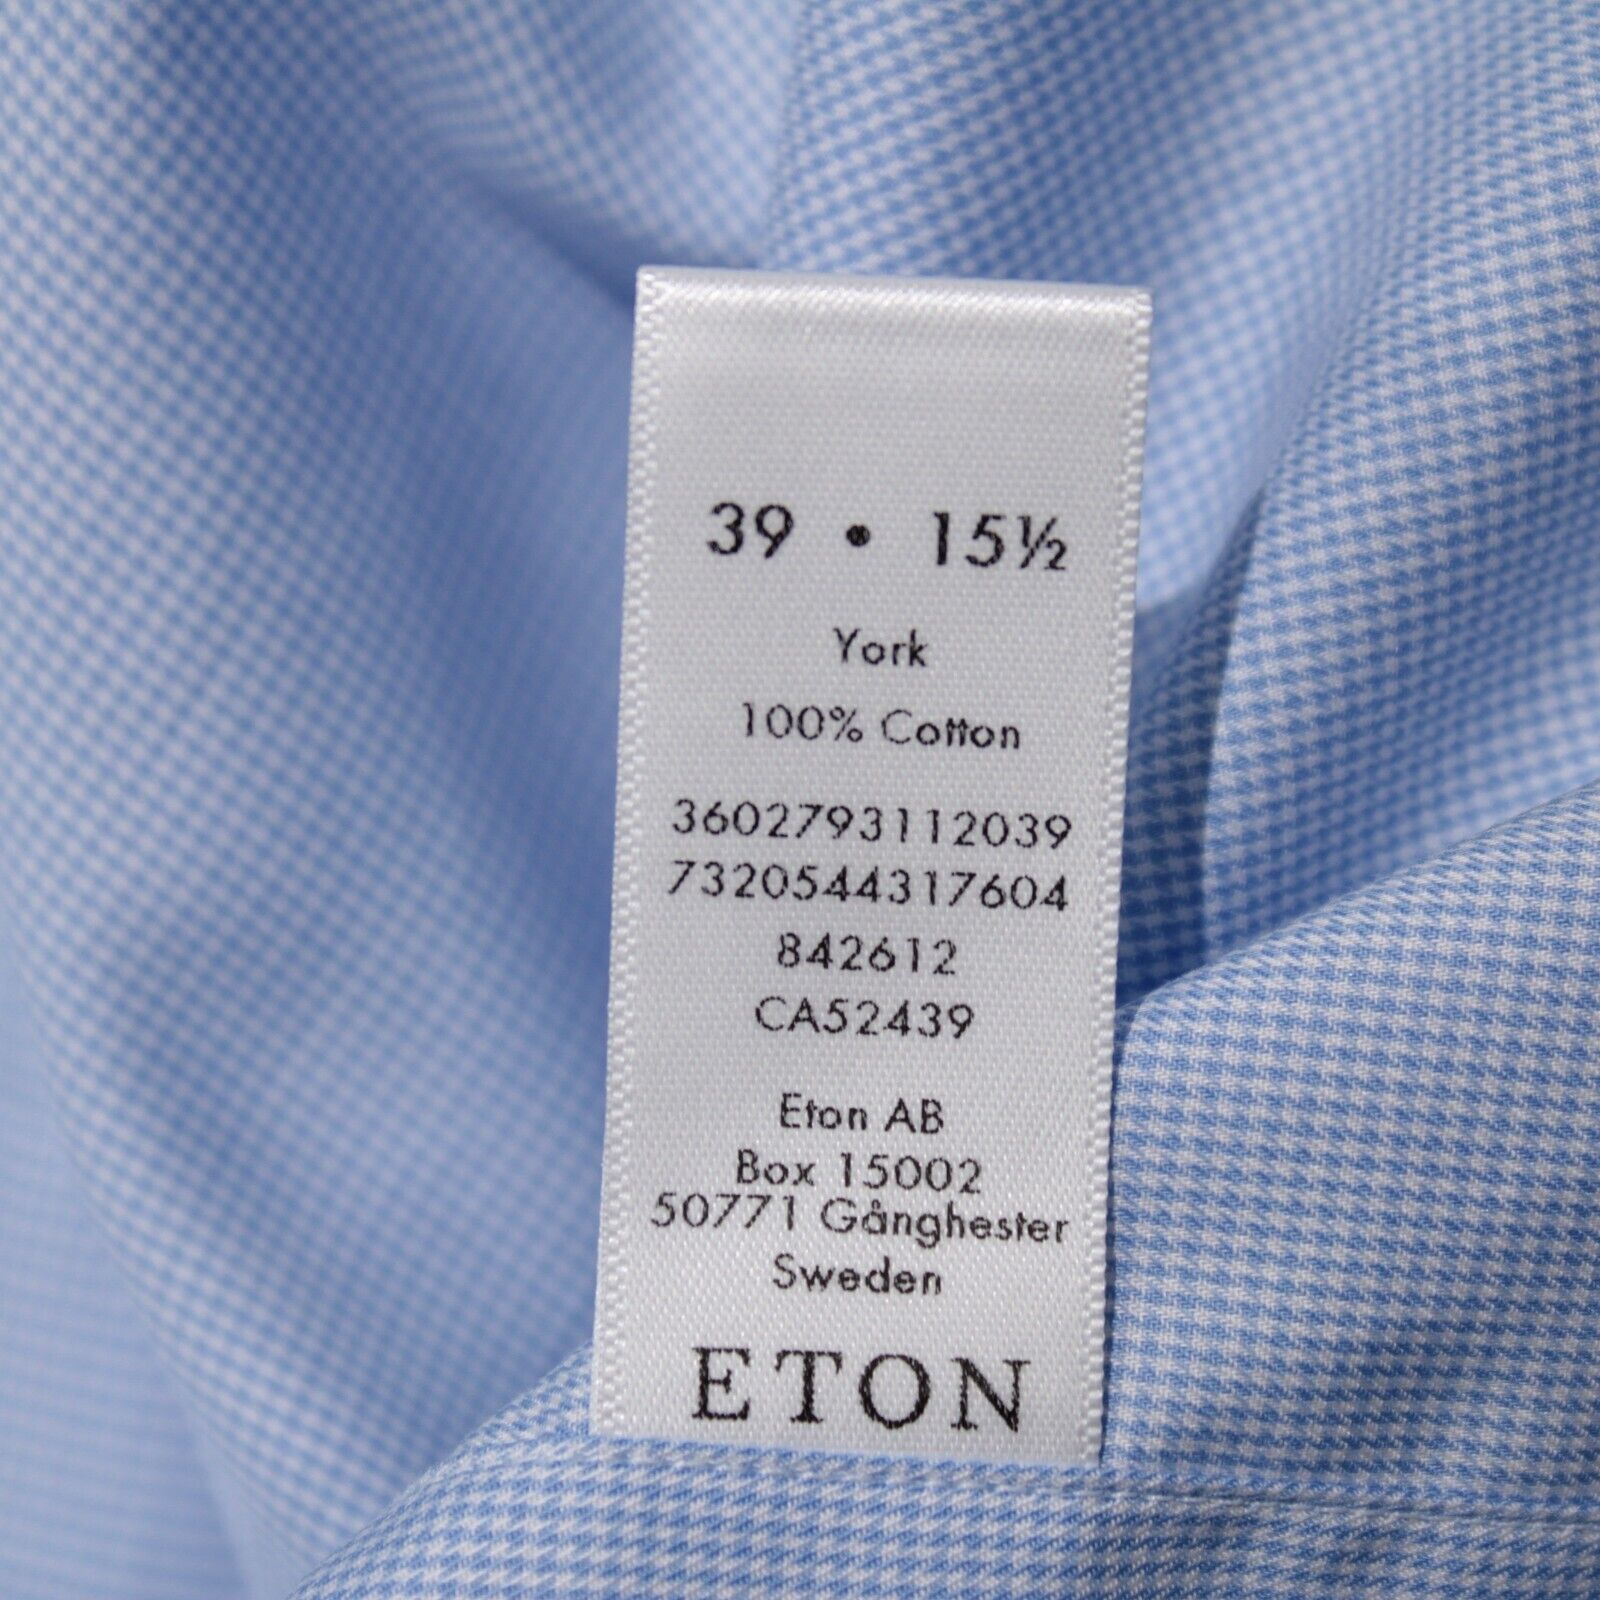 39 • 15½
York
100% Cotton
3602793112039
7320544317604
842612
CA52439
Eton AB
Box 15002
50771 Gånghester
Sweden
ETON